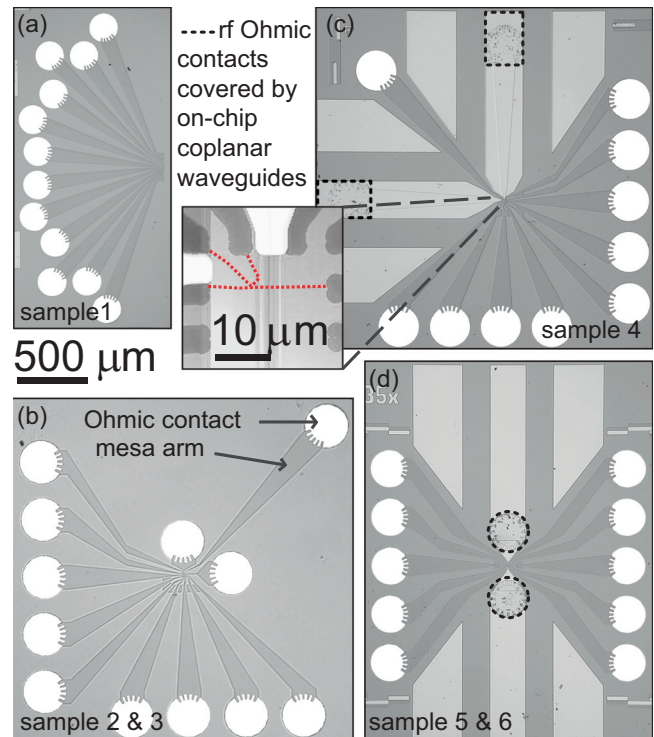 (a)
rf Ohmic
contacts
covered by
on-chip
coplanar
waveguides
(c)
sample1
10 μm
sample 4
500 μm
(b)
Ohmic contact
mesa arm
sample 2 & 3
(d)
35x
sample 5 & 6